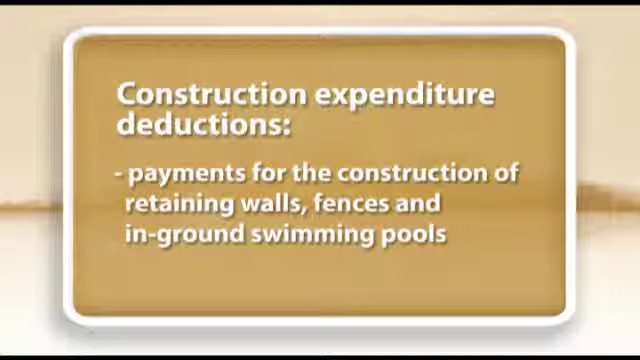 Construction expenditure
deductions:
- payments for the construction of
retaining walls, fences and
in-ground swimming pools